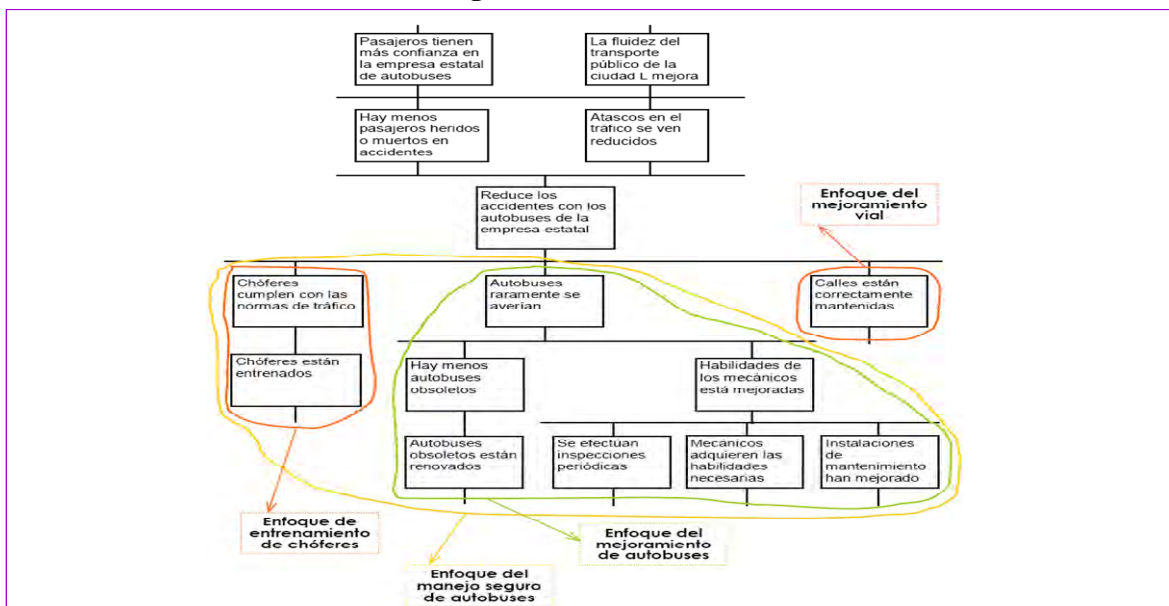 Pasajeros tienen
más confianza en
la empresa estatal
de autobuses
La fluidez del
transporte
público de la
ciudad L mejora
Hay menos
pasajeros heridos
o muertos en
accidentes
Atascos en el
tráfico se ven
reducidos
Reduce los
accidentes con los
autobuses de la
empresa estatal
Enfoque del
mejoramiento
vial
Chóferes
cumplen con las
normas de tráfico
Autobuses
raramente se
averían
Calles están
correctamente
mantenidas
Chóferes están
entrenados
Hay menos
autobuses
obsoletos
Habilidades de
los mecánicos
está mejoradas
Autobuses
obsoletos están
renovados
Se efectúan
inspecciones
periódicas
Mecánicos
adquieren las
habilidades
necesarias
Instalaciones
de
mantenimiento
han mejorado
Enfoque de
entrenamiento
de chóferes
Enfoque del
mejoramiento
de autobuses
Enfoque del
manejo seguro
de autobuses